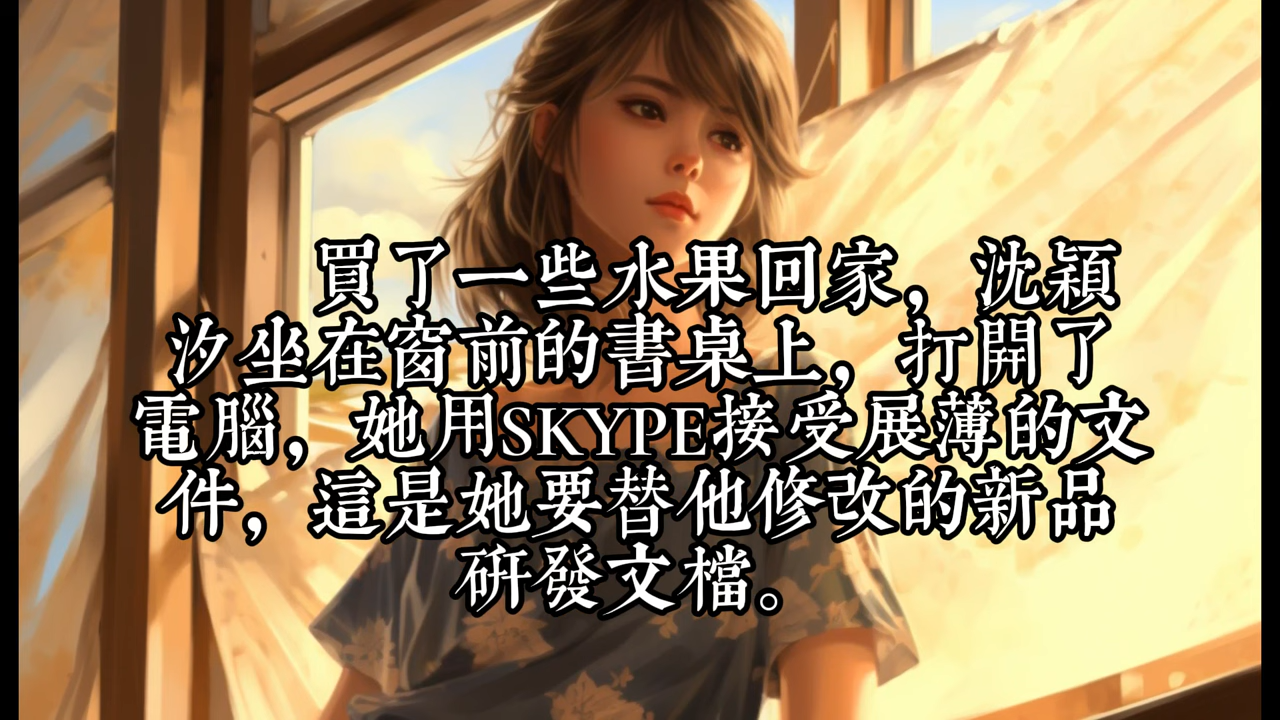 買了一些水果回家，沈穎
汐坐在窗前的書桌上，打開了
電腦，她用SKYPE接受展薄的文
件，這是她要替他修改的新品
研發文檔。